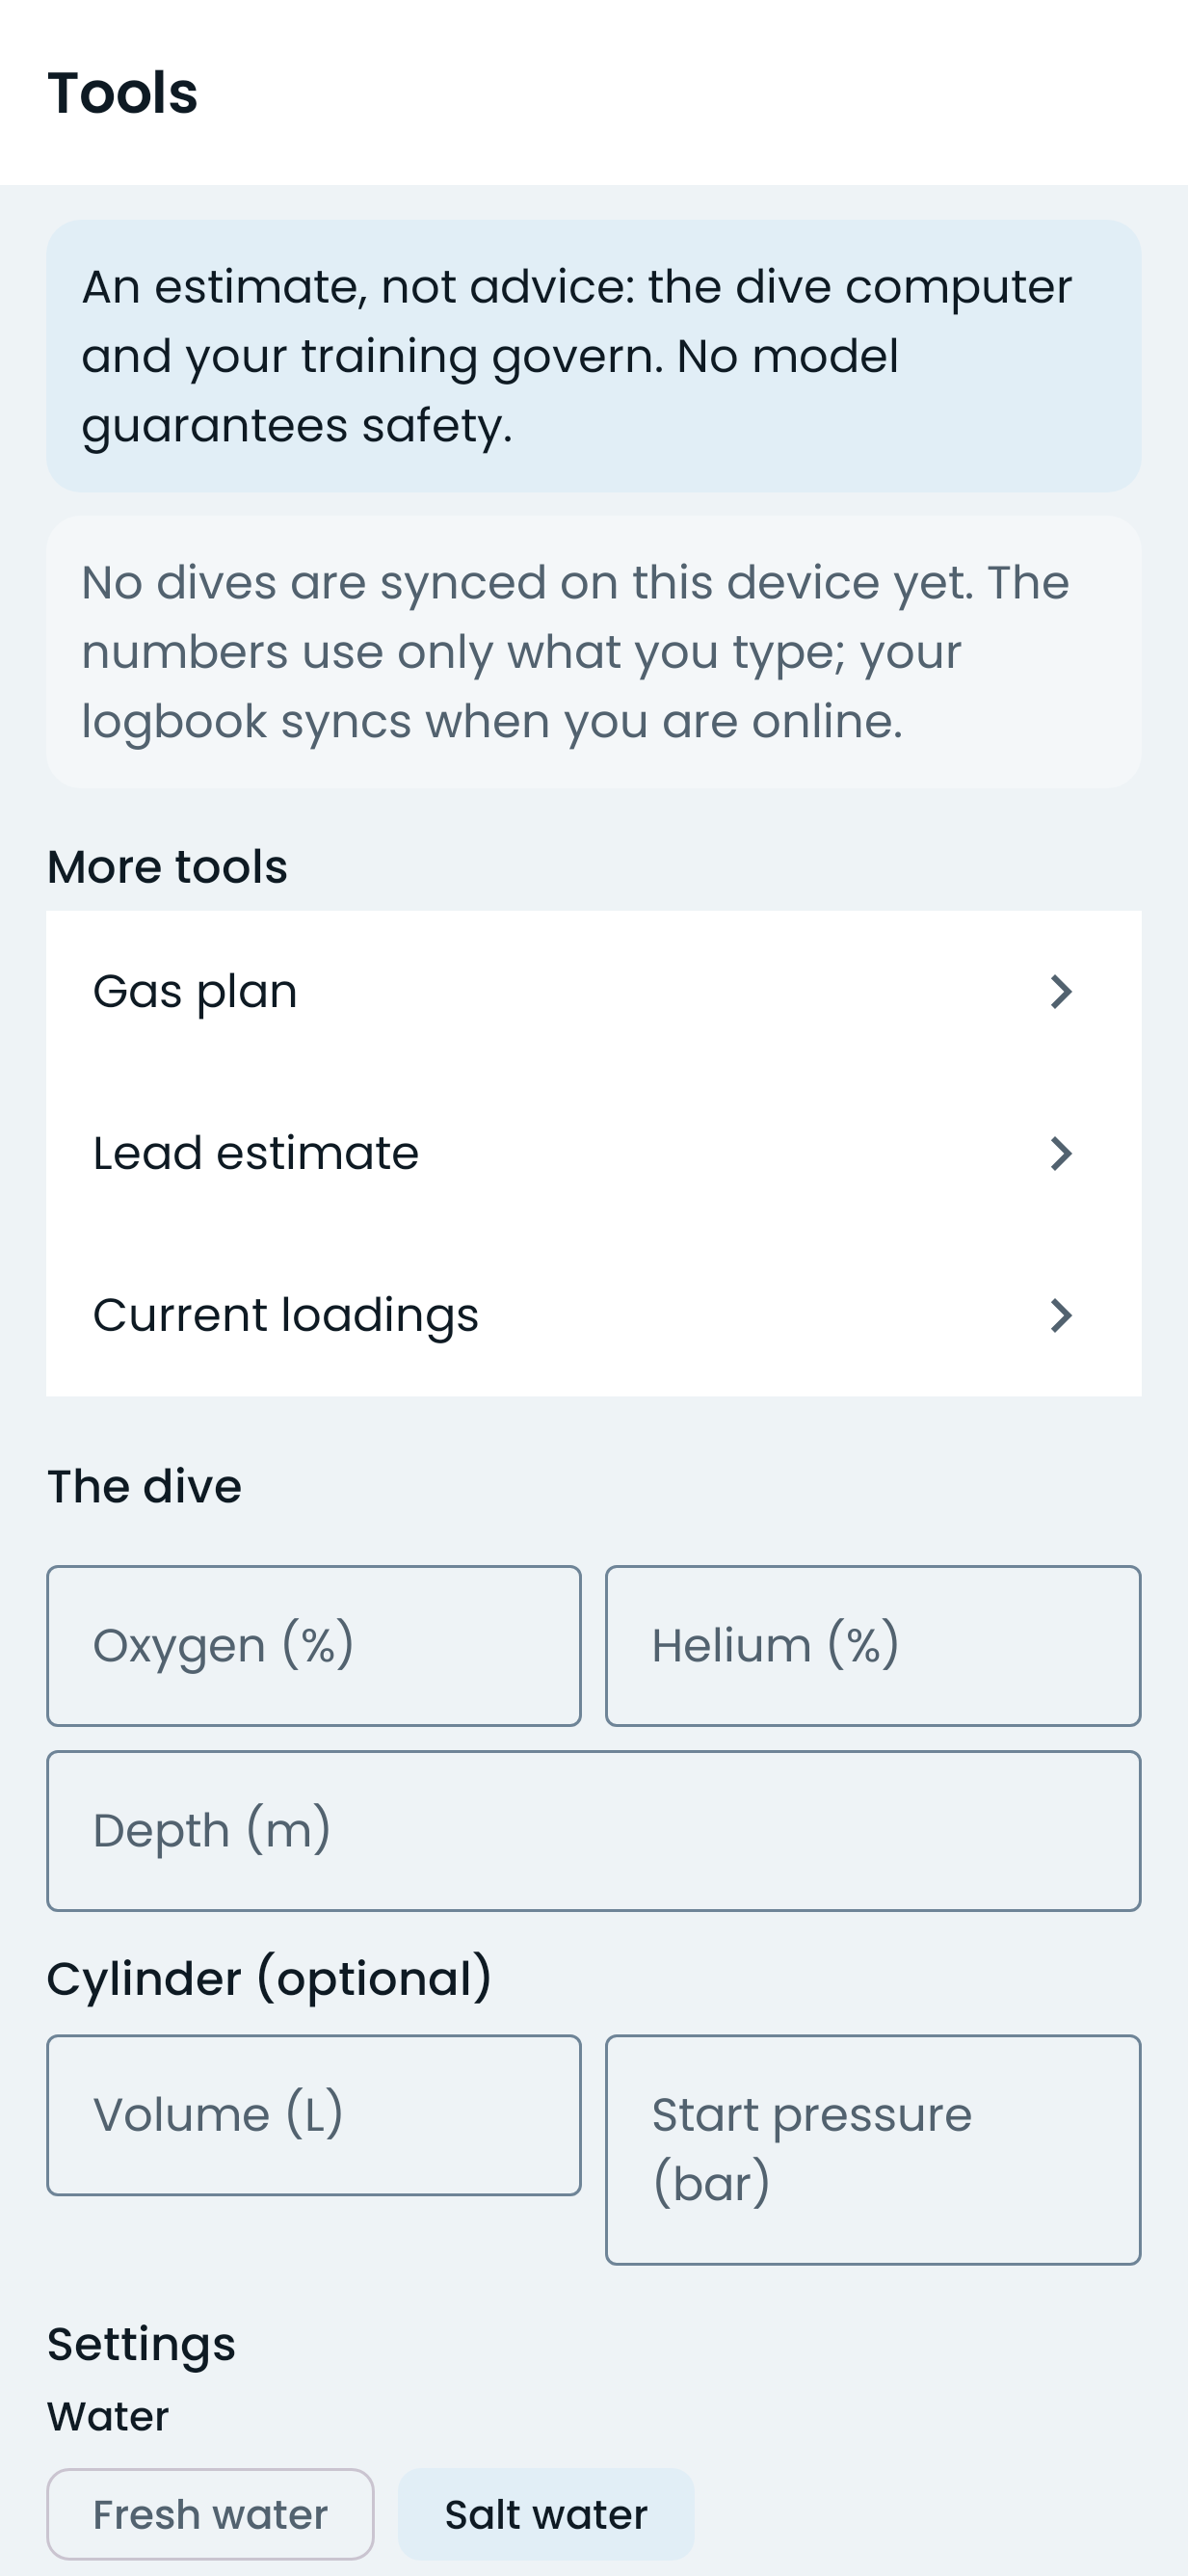 Tools
An estimate, not advice: the dive computer
and your training govern. No model
guarantees safety.
No dives are synced on this device yet. The
numbers use only what you type; your
logbook syncs when you are online.
More tools
Gas plan
Lead estimate
Current loadings
The dive
Oxygen (%)
Helium (%)
Depth (m)
Cylinder (optional)
Volume (L)
Start pressure
(bar)
Settings
Water
Fresh water
Salt water